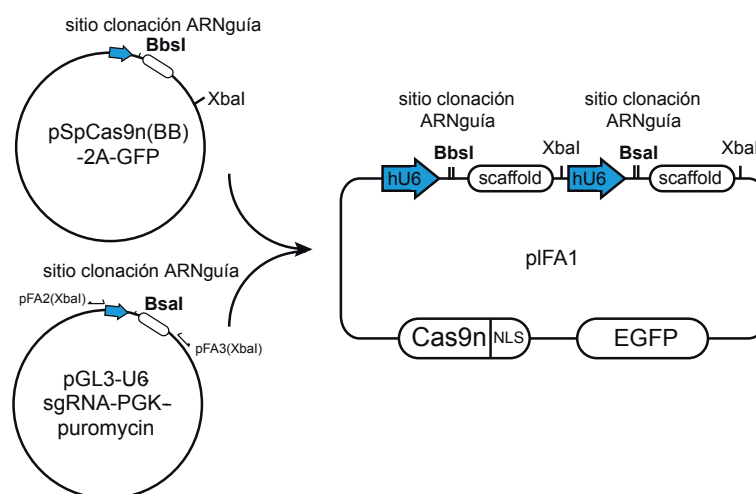 sitio clonación ARNguía
BbsI
XbaI
pSpCas9n(BB)
-2A-GFP
sitio clonación ARNguía
pFA2(XbaI)
BsaI
pFA3(XbaI)
pGL3-U6-
sgRNA-PGK-
puromycin
sitio clonación
ARNguía
sitio clonación
ARNguía
BbsI
XbaI
BsaI
XbaI
hU6
scaffold
hU6
scaffold
pIFA1
Cas9n
NLS
EGFP